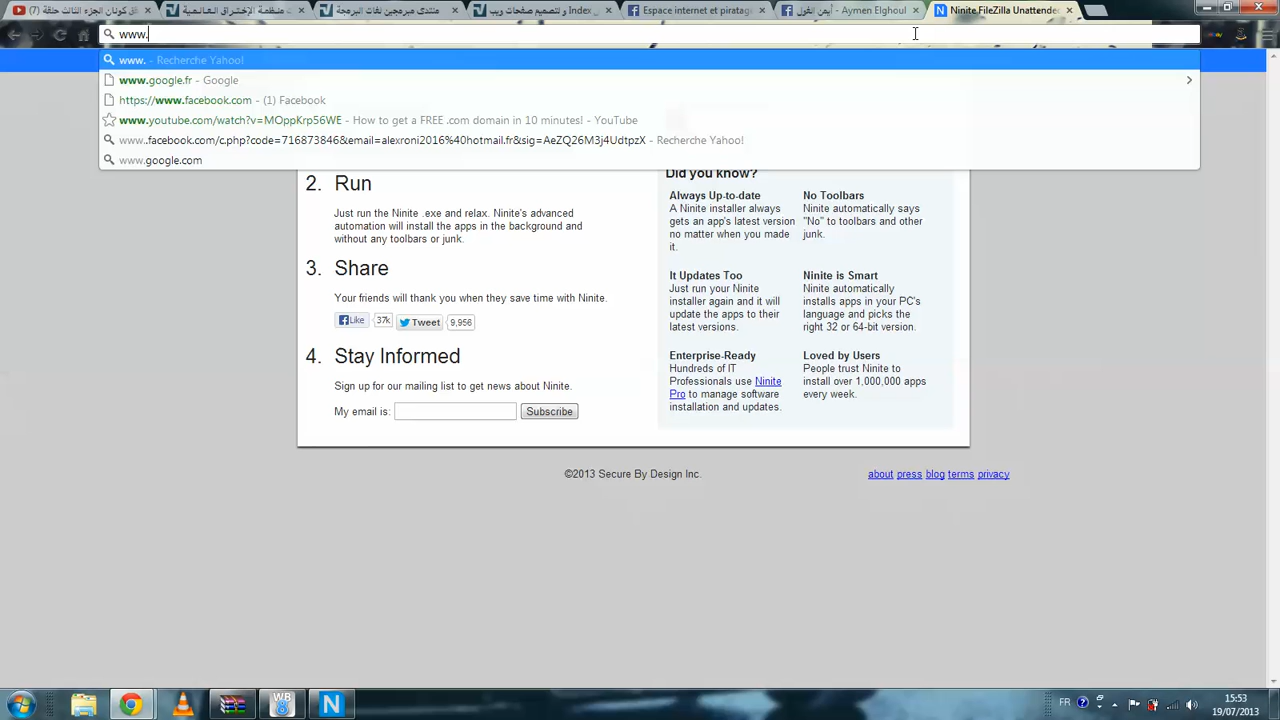 ق كونان الجزء الثالث حلقة (7)
منتدى مبرمجين لغات البرمجة
Index و لتصميم صفحات ويب
Espace internet et piratag
أيمن الغول - Aymen Elghoul
Ninite FileZilla Unattende
www.
www. - Recherche Yahoo!
www.google.fr - Google
https://www.facebook.com - (1) Facebook
www.youtube.com/watch?v=MOppKrp56WE - How to get a FREE .com domain in 10 minutes! - YouTube
www..facebook.com/c.php?code=716873846&email=alexroni2016%40hotmail.fr&sig=AeZQ26M3j4UdtpzX - Recherche Yahoo!
www.google.com
2. Run
Just run the Ninite .exe and relax. Ninite's advanced
automation will install the apps in the background and
without any toolbars or junk.
3. Share
Your friends will thank you when they save time with Ninite.
Like 37k Tweet 9,956
4. Stay Informed
Sign up for our mailing list to get news about Ninite.
My email is: Subscribe
Did you know?
Always Up-to-date
A Ninite installer always
gets an app's latest version
no matter when you made
it.
No Toolbars
Ninite automatically says
"No" to toolbars and other
junk.
It Updates Too
Just run your Ninite
installer again and it will
update the apps to their
latest versions.
Ninite is Smart
Ninite automatically
installs apps in your PC's
language and picks the
right 32 or 64-bit version.
Enterprise-Ready
Hundreds of IT
Professionals use Ninite
Pro to manage software
installation and updates.
Loved by Users
People trust Ninite to
install over 1,000,000 apps
every week.
©2013 Secure By Design Inc.
about press blog terms privacy
WB
8
N
FR
15:53
19/07/2013